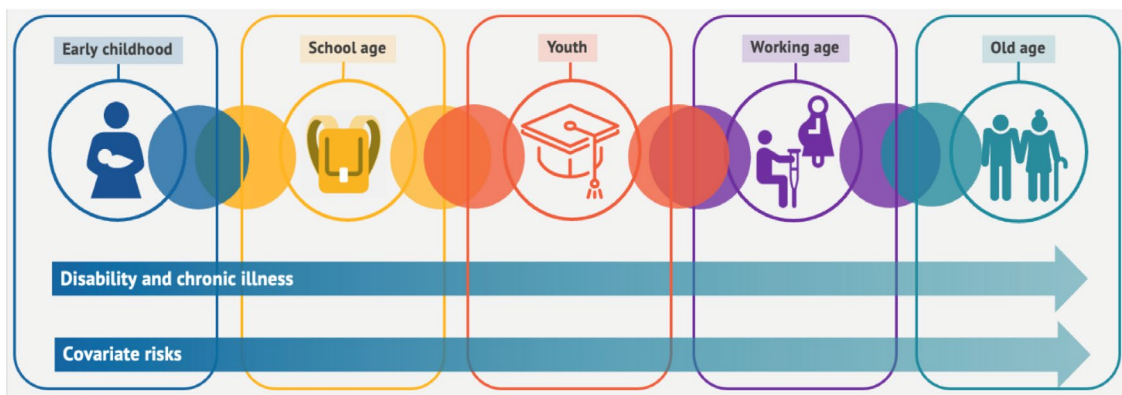 Early childhood
School age
Youth
Working age
Old age
Disability and chronic illness
Covariate risks